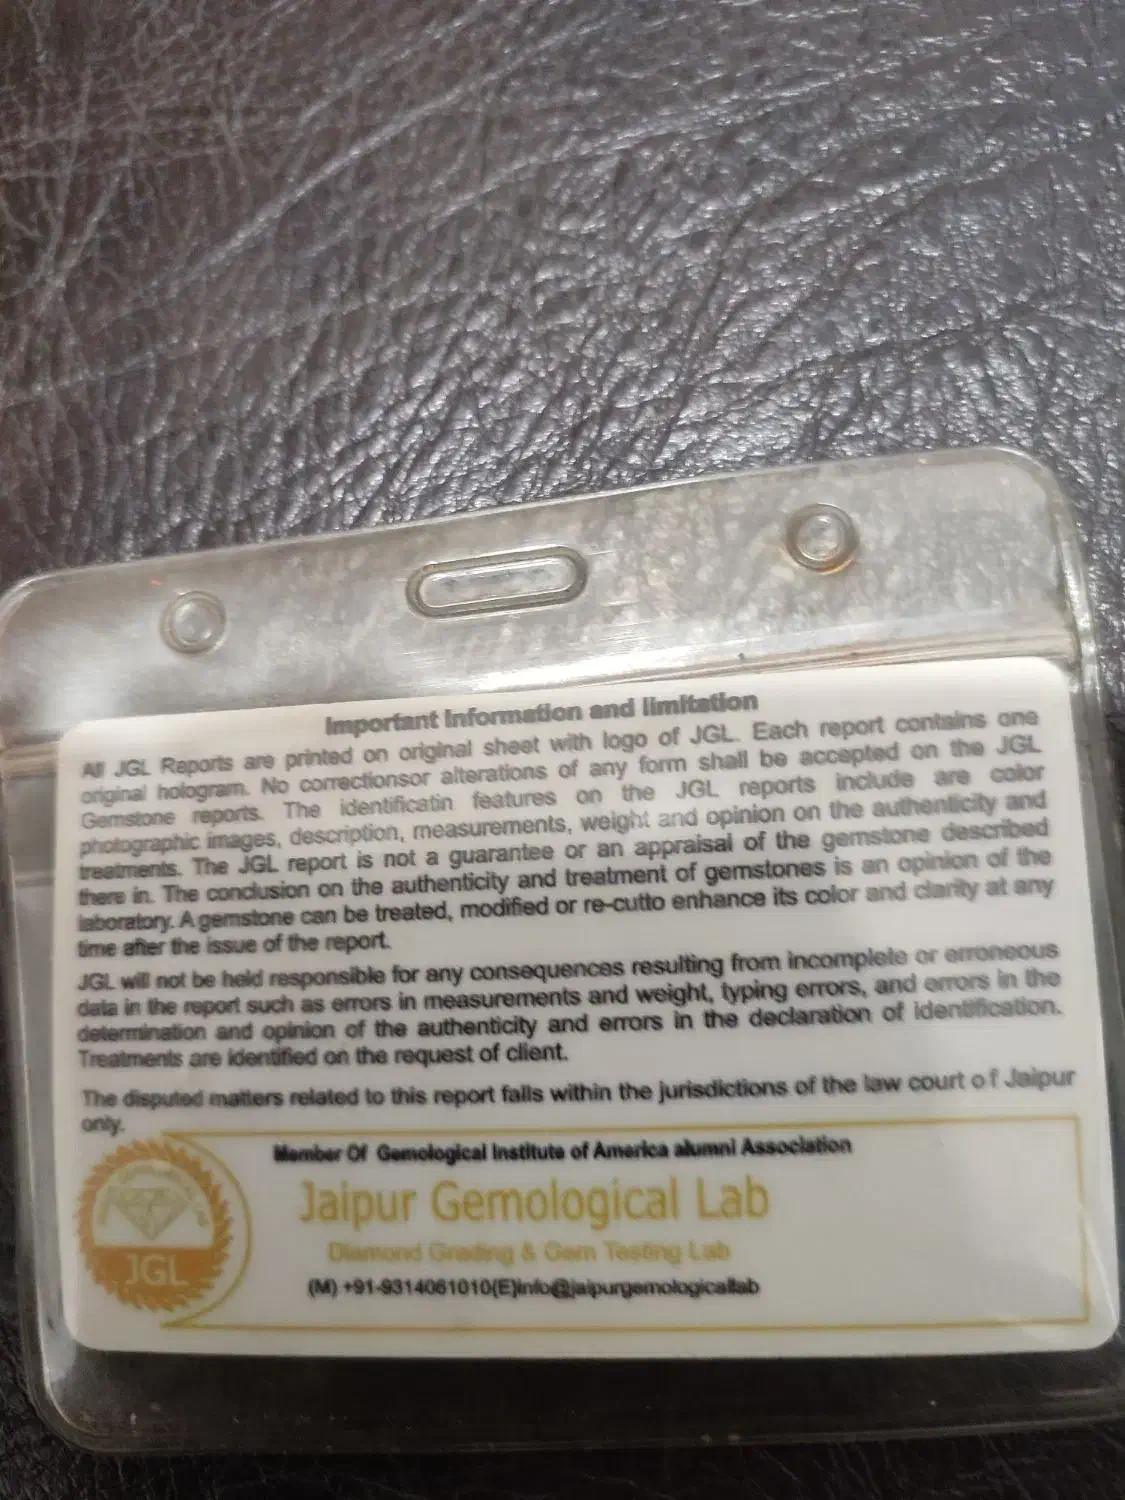 Important Information and limitation
All JGL Reports are printed on original sheet with logo of JGL. Each report contains one
original hologram. No correctionsor alterations of any form shall be accepted on the JGL
Gemstone reports. The identificatin features on the JGL reports include are color
photographic images, description, measurements, weight and opinion on the authenticity and
treatments. The JGL report is not a guarantee or an appraisal of the gemstone described
there in. The conclusion on the authenticity and treatment of gemstones is an opinion of the
laboratory. A gemstone can be treated, modified or re-cutto enhance its color and clarity at any
time after the issue of the report.
JGL will not be held responsible for any consequences resulting from incomplete or erroneous
data in the report such as errors in measurements and weight, typing errors, and errors in the
determination and opinion of the authenticity and errors in the declaration of identification.
Treatments are identified on the request of client.
The disputed matters related to this report falls within the jurisdictions of the law court of Jaipur
only.
Member Of Gemological Institute of America alumni Association
Jaipur Gemological Lab
Diamond Grading & Gem Testing Lab
(M) +91-9314061010(E)info@jaipurgemologicallab
JGL